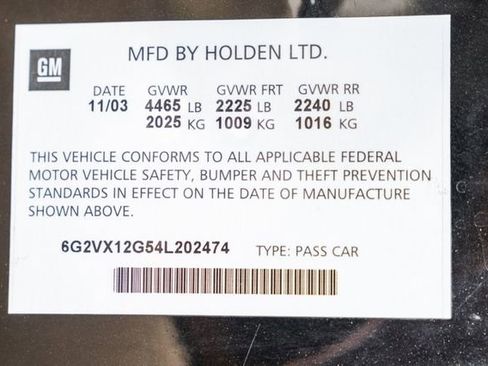 GM
MFD BY HOLDEN LTD.
DATE GVWR GVWR FRT GVWR RR
11/03 4465 LB 2225 LB 2240 LB
2025 KG 1009 KG 1016 KG
THIS VEHICLE CONFORMS TO ALL APPLICABLE FEDERAL
MOTOR VEHICLE SAFETY, BUMPER AND THEFT PREVENTION
STANDARDS IN EFFECT ON THE DATE OF MANUFACTURE
SHOWN ABOVE.
6G2VX12G54L202474 TYPE: PASS CAR